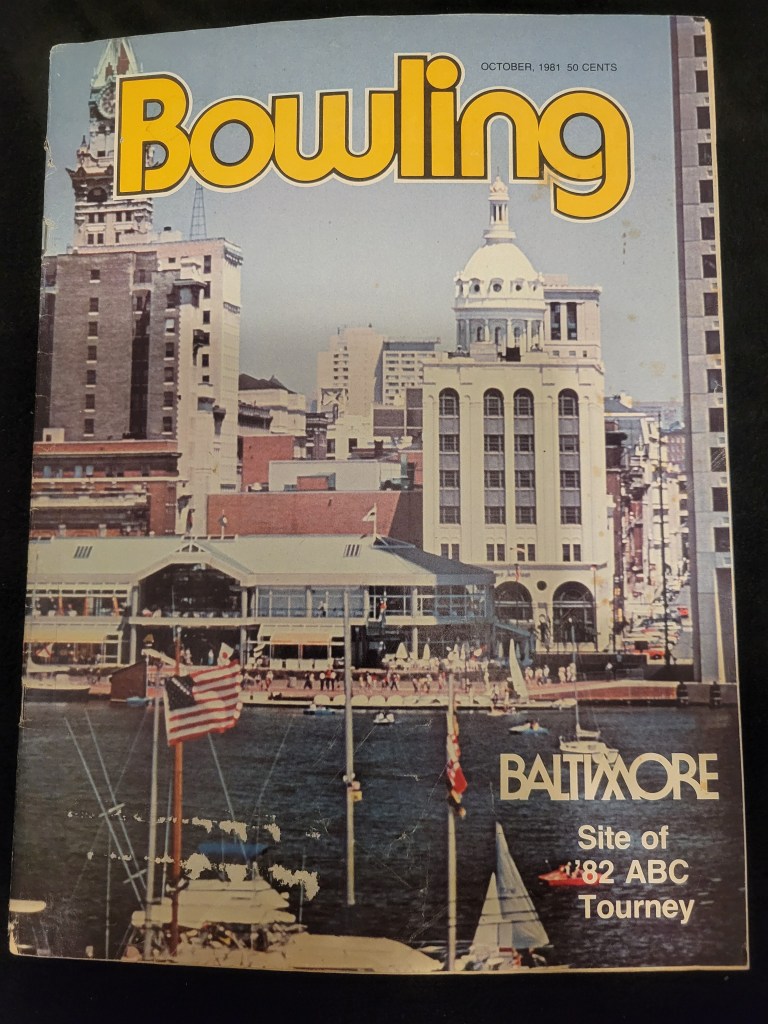 OCTOBER, 1981 50 CENTS
Bowling
BALTIMORE
Site of
'82 ABC
Tourney